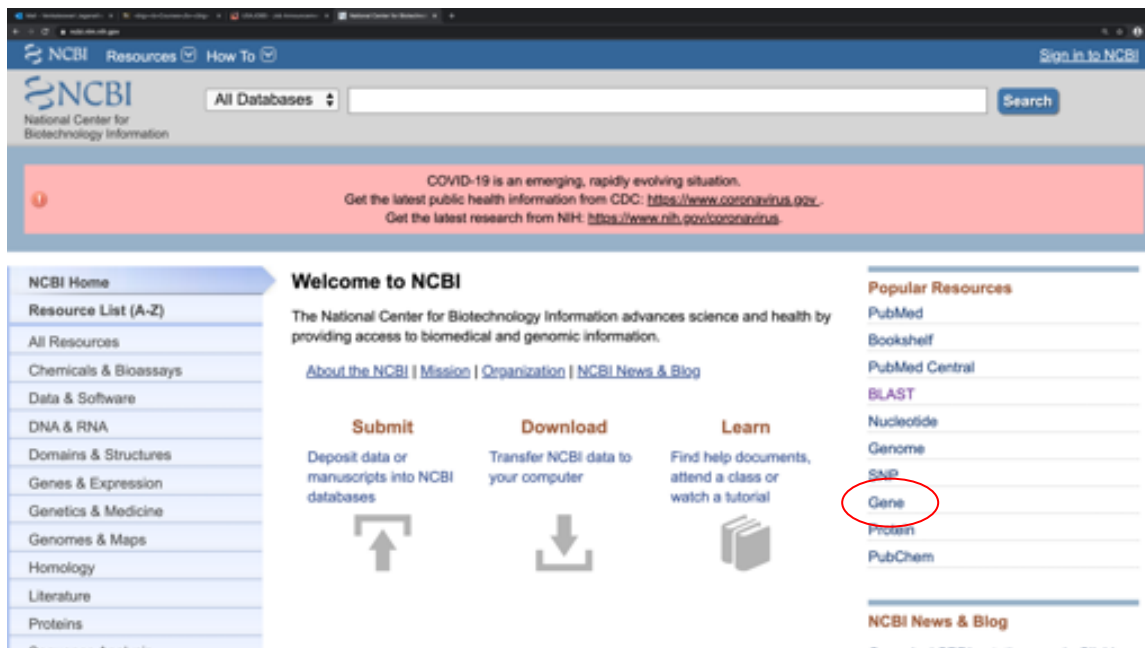 ncbi.nlm.nih.gov
NCBI Resources How To Sign in to NCBI
NCBI
National Center for
Biotechnology Information
All Databases
Search
COVID-19 is an emerging, rapidly evolving situation.
Get the latest public health information from CDC: https://www.coronavirus.gov .
Get the latest research from NIH: https://www.nih.gov/coronavirus.
NCBI Home
Resource List (A-Z)
All Resources
Chemicals & Bioassays
Data & Software
DNA & RNA
Domains & Structures
Genes & Expression
Genetics & Medicine
Genomes & Maps
Homology
Literature
Proteins
Welcome to NCBI
The National Center for Biotechnology Information advances science and health by
providing access to biomedical and genomic information.
About the NCBI | Mission | Organization | NCBI News & Blog
Submit
Deposit data or
manuscripts into NCBI
databases
Download
Transfer NCBI data to
your computer
Learn
Find help documents,
attend a class or
watch a tutorial
Popular Resources
PubMed
Bookshelf
PubMed Central
BLAST
Nucleotide
Genome
SNP
Gene
Protein
PubChem
NCBI News & Blog